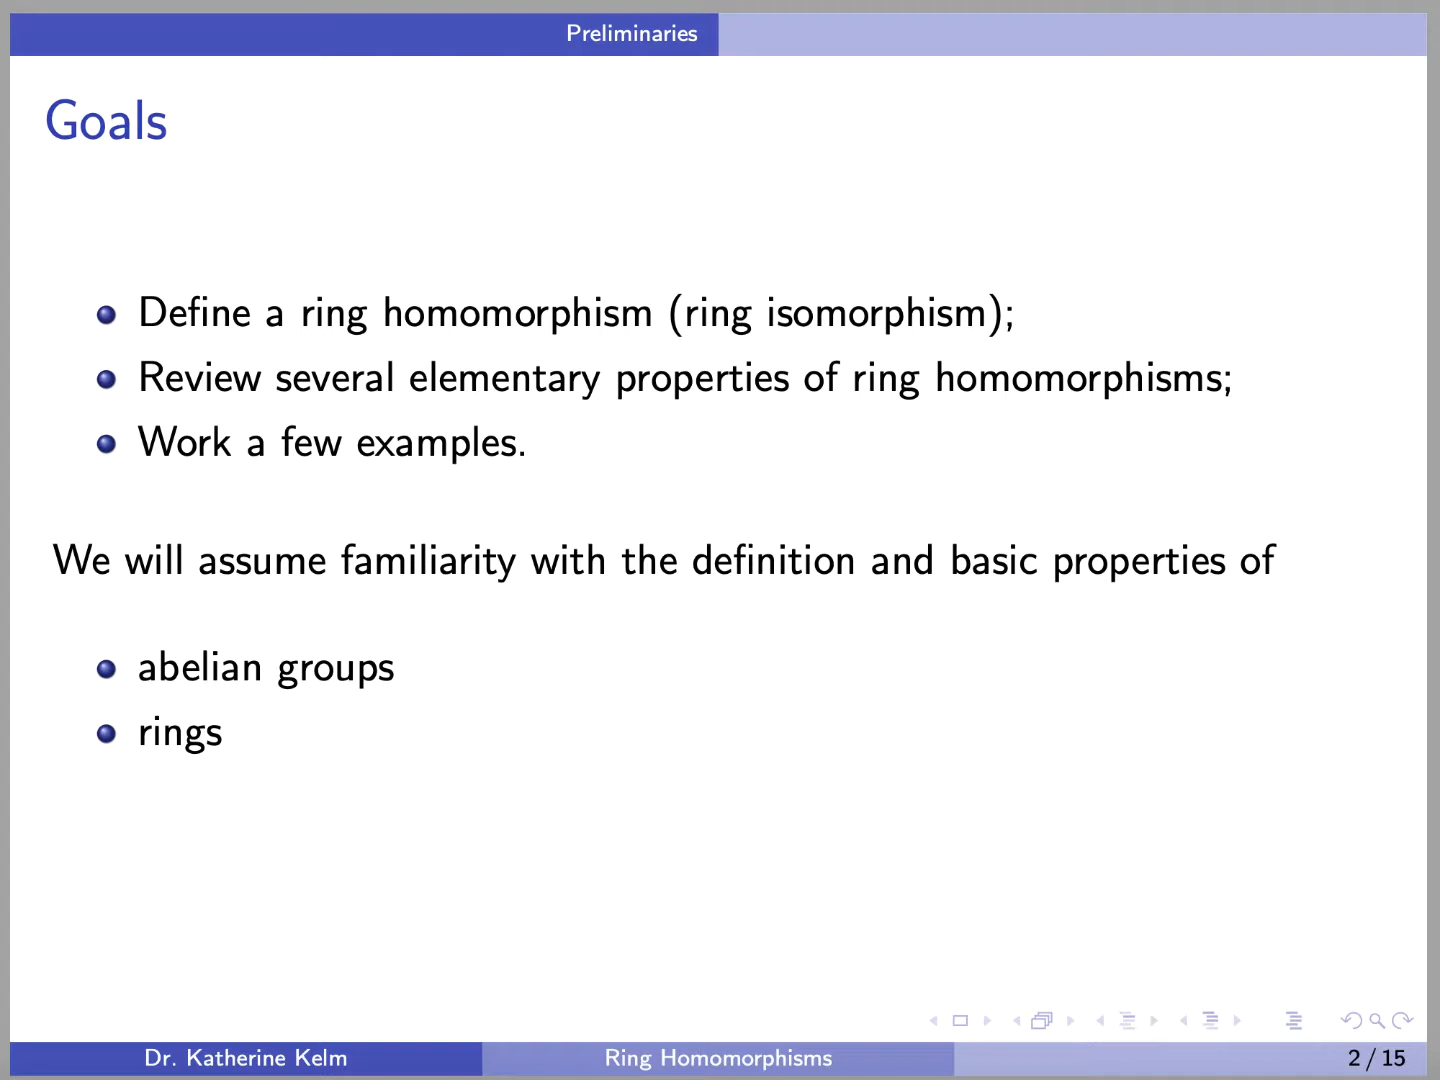 Preliminaries
Goals
Define a ring homomorphism (ring isomorphism);
Review several elementary properties of ring homomorphisms;
Work a few examples.
We will assume familiarity with the definition and basic properties of
abelian groups
rings
Dr. Katherine Kelm
Ring Homomorphisms
2 / 15